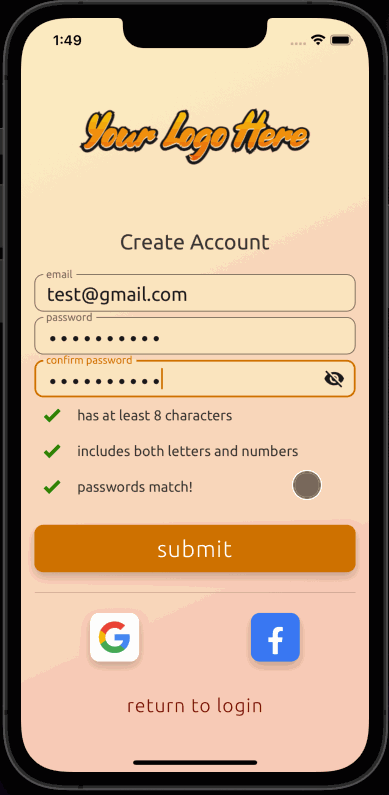 1:49
Your Logo Here
Create Account
email
test@gmail.com
password
••••••••••
confirm password
••••••••••
has at least 8 characters
includes both letters and numbers
passwords match!
submit
G
f
return to login